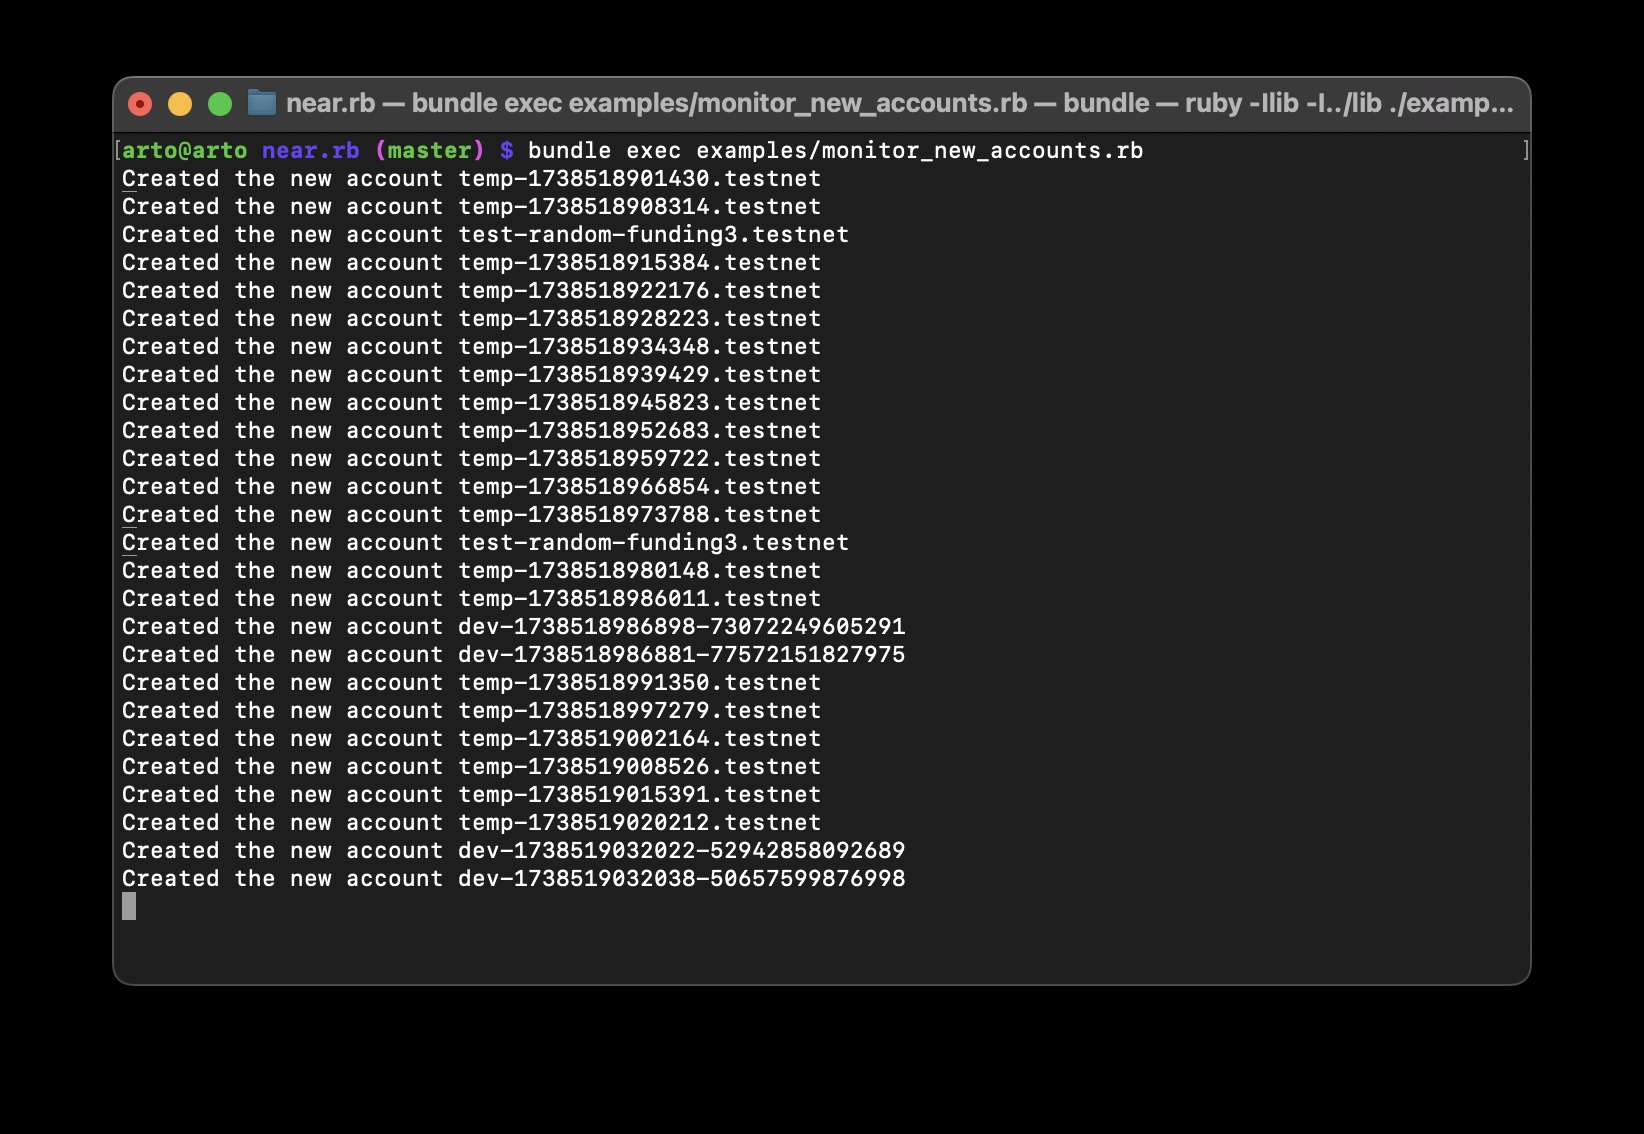 near.rb — bundle exec examples/monitor_new_accounts.rb — bundle — ruby -Ilib -I../lib ./examp...
[arto@arto near.rb (master) $ bundle exec examples/monitor_new_accounts.rb ]
Created the new account temp-1738518901430.testnet
Created the new account temp-1738518908314.testnet
Created the new account test-random-funding3.testnet
Created the new account temp-1738518915384.testnet
Created the new account temp-1738518922176.testnet
Created the new account temp-1738518928223.testnet
Created the new account temp-1738518934348.testnet
Created the new account temp-1738518939429.testnet
Created the new account temp-1738518945823.testnet
Created the new account temp-1738518952683.testnet
Created the new account temp-1738518959722.testnet
Created the new account temp-1738518966854.testnet
Created the new account temp-1738518973788.testnet
Created the new account test-random-funding3.testnet
Created the new account temp-1738518980148.testnet
Created the new account temp-1738518986011.testnet
Created the new account dev-1738518986898-73072249605291
Created the new account dev-1738518986881-77572151827975
Created the new account temp-1738518991350.testnet
Created the new account temp-1738518997279.testnet
Created the new account temp-1738519002164.testnet
Created the new account temp-1738519008526.testnet
Created the new account temp-1738519015391.testnet
Created the new account temp-1738519020212.testnet
Created the new account dev-1738519032022-52942858092689
Created the new account dev-1738519032038-50657599876998